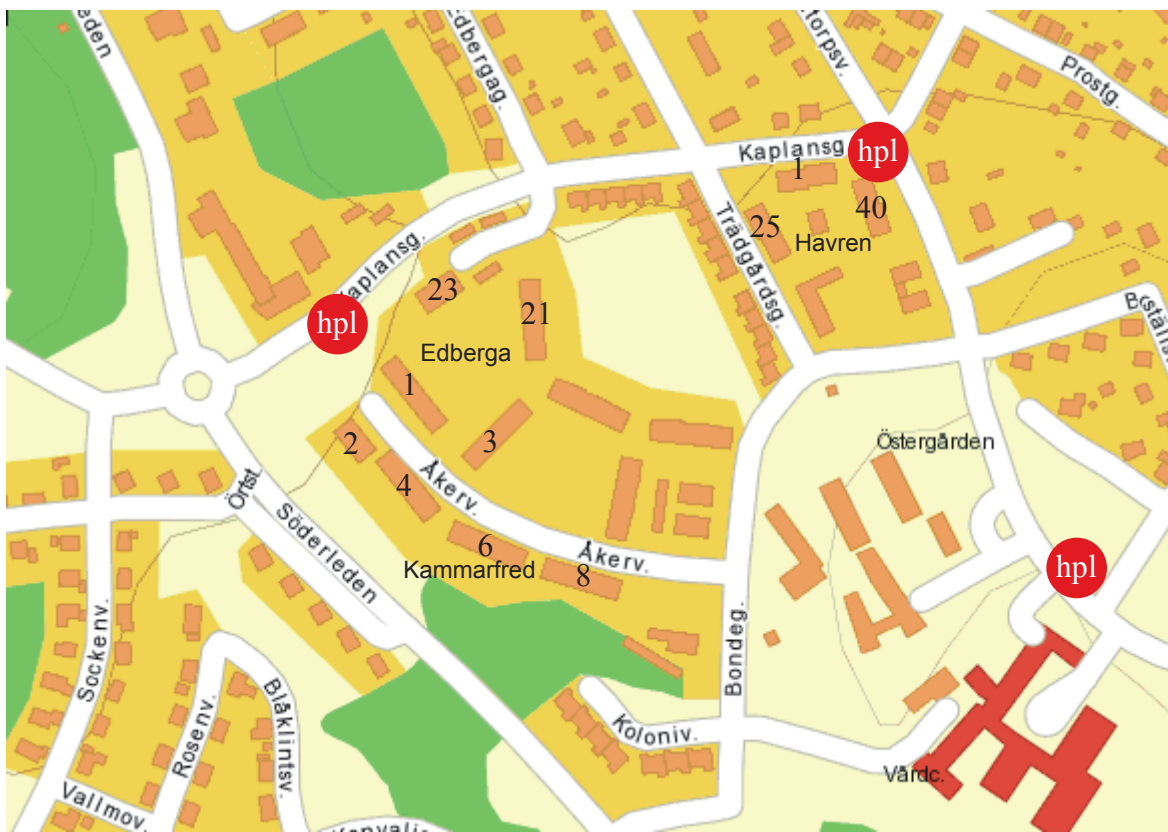 eden
Edbergag.
torpsv.
Prostg.
Kaplansg
hpl
1
40
25
Havren
Trädgårdsg.
Kaplansg.
hpl
23
21
Edberga
1
3
2
4
Åkerv.
6
Kammarfred
8
Åkerv.
Östergården
hpl
Örtst.
Söderleden
Sockenv.
Rosenv.
Blåklintsv.
Vallmov.
Bondeg.
Koloniv.
Vårdc.